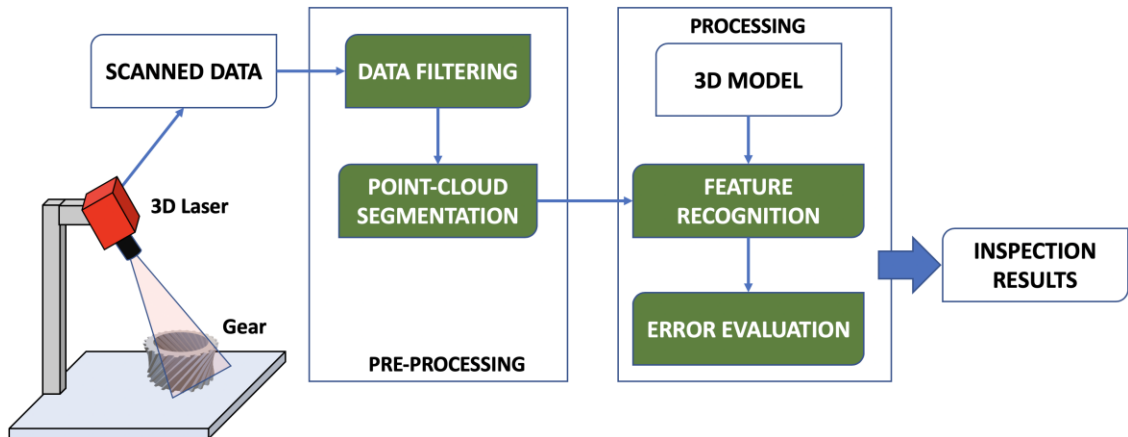 SCANNED DATA
3D Laser
Gear
DATA FILTERING
POINT-CLOUD
SEGMENTATION
PRE-PROCESSING
PROCESSING
3D MODEL
FEATURE
RECOGNITION
ERROR EVALUATION
INSPECTION
RESULTS